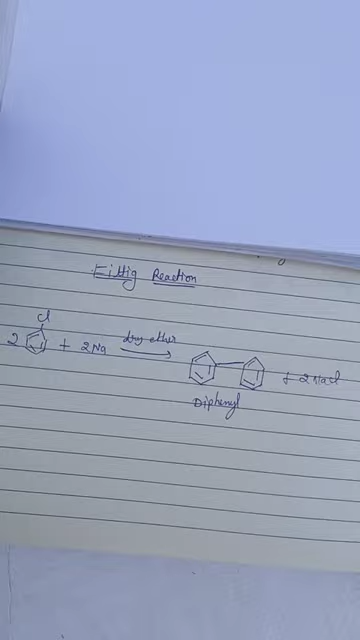 Fittig Reaction
Cl
2 + 2Na dry ether → + 2NaCl
Diphenyl